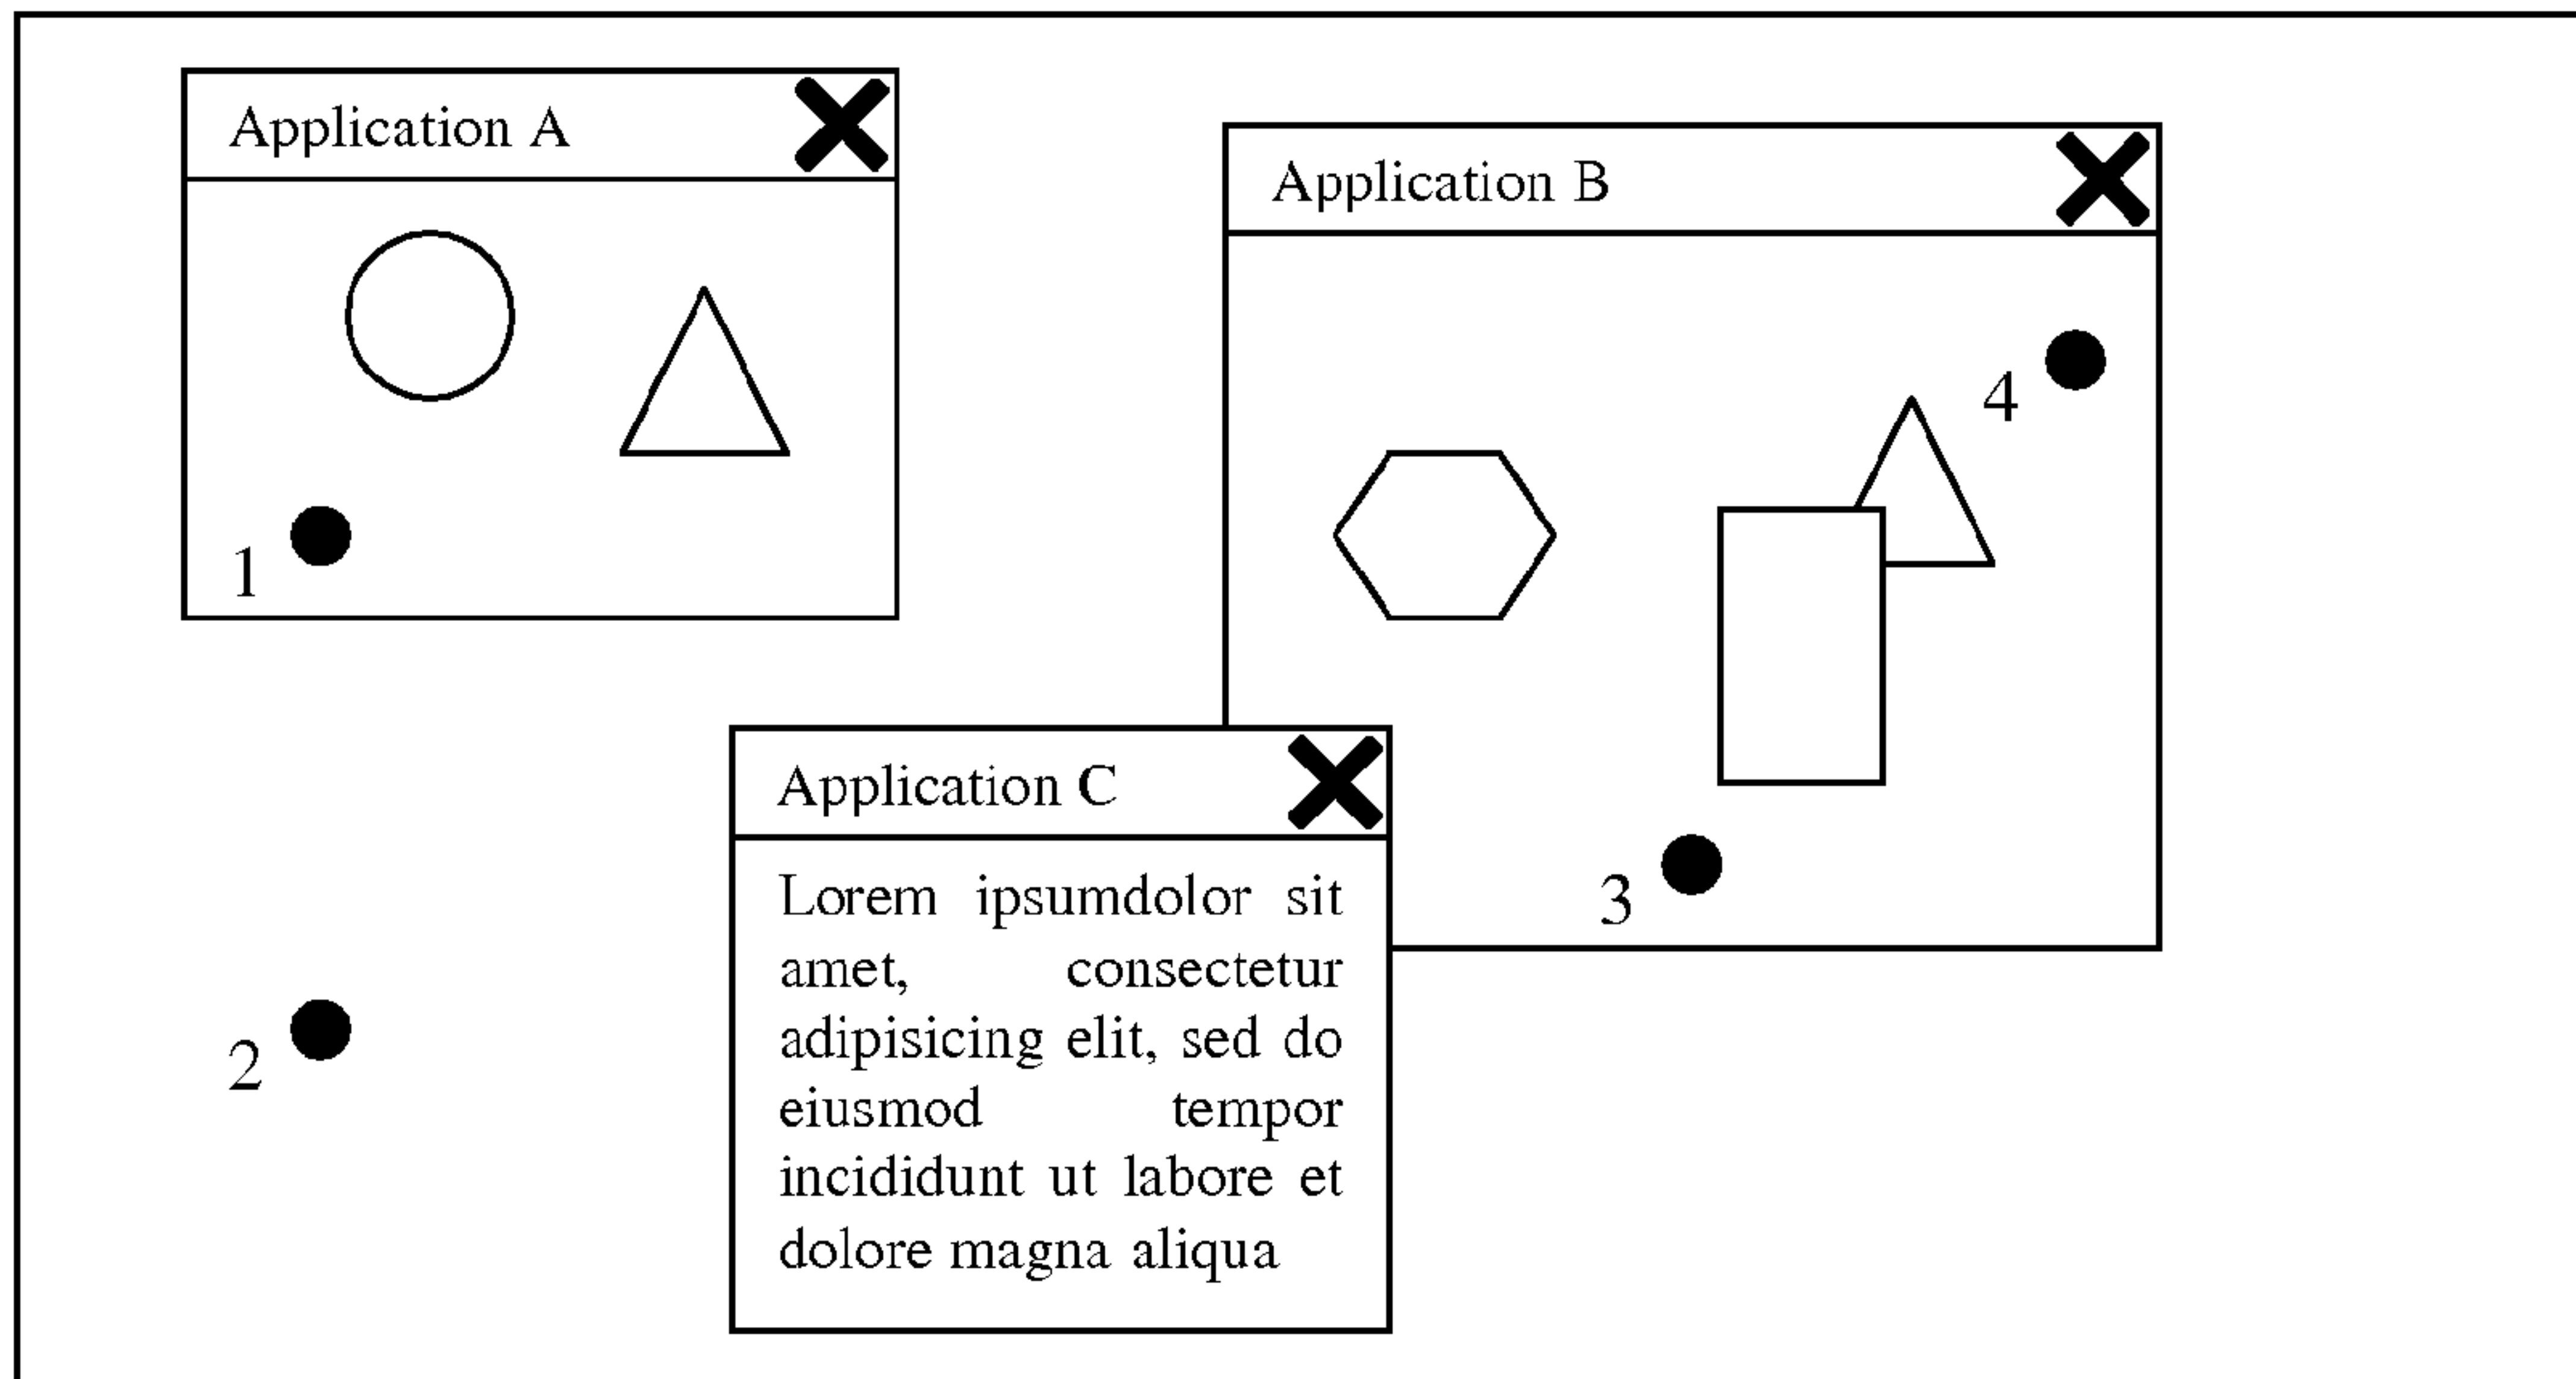 Application A
Application B
4
1
Application C
Lorem ipsumdolor sit
amet, consectetur
adipisicing elit, sed do
eiusmod tempor
incididunt ut labore et
dolore magna aliqua
3
2